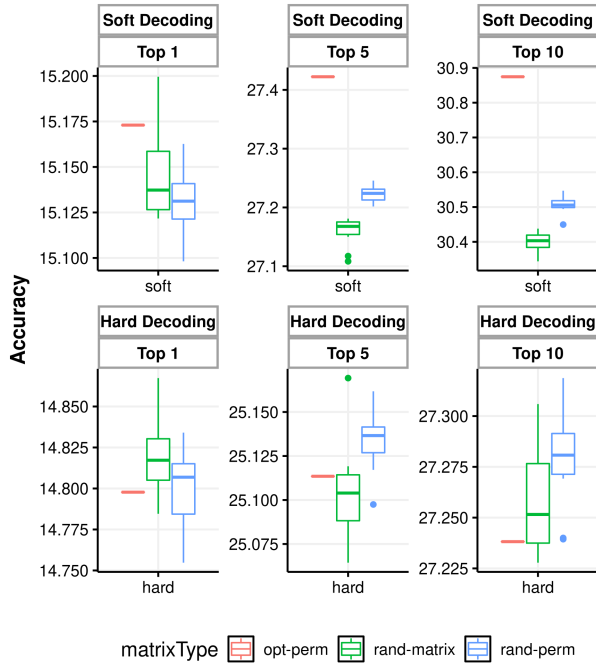 Soft Decoding Soft Decoding Soft Decoding
Top 1 Top 5 Top 10
15.200
15.175
15.150
15.125
15.100
soft
27.4
27.3
27.2
27.1
soft
30.9
30.8
30.7
30.6
30.5
30.4
soft
Accuracy
Hard Decoding Hard Decoding Hard Decoding
Top 1 Top 5 Top 10
14.850
14.825
14.800
14.775
14.750
hard
25.150
25.125
25.100
25.075
hard
27.300
27.275
27.250
27.225
hard
matrixType opt-perm rand-matrix rand-perm